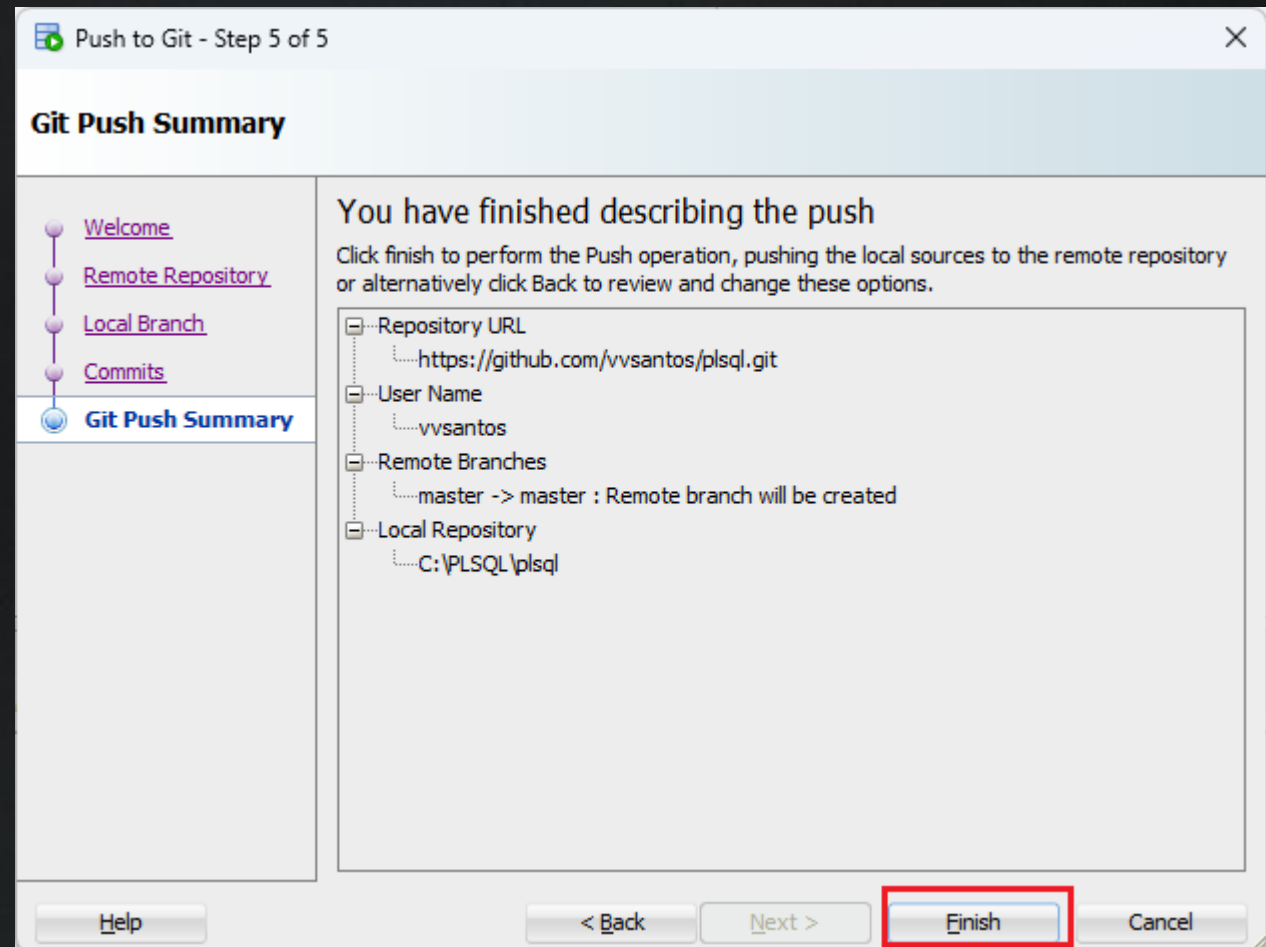 Push to Git - Step 5 of 5
Git Push Summary
Welcome
Remote Repository
Local Branch
Commits
Git Push Summary
You have finished describing the push
Click finish to perform the Push operation, pushing the local sources to the remote repository
or alternatively click Back to review and change these options.
Repository URL
https://github.com/vvsantos/plsql.git
User Name
vvsantos
Remote Branches
master -> master : Remote branch will be created
Local Repository
C:\PLSQL\plsql
Help
< Back
Next >
Finish
Cancel